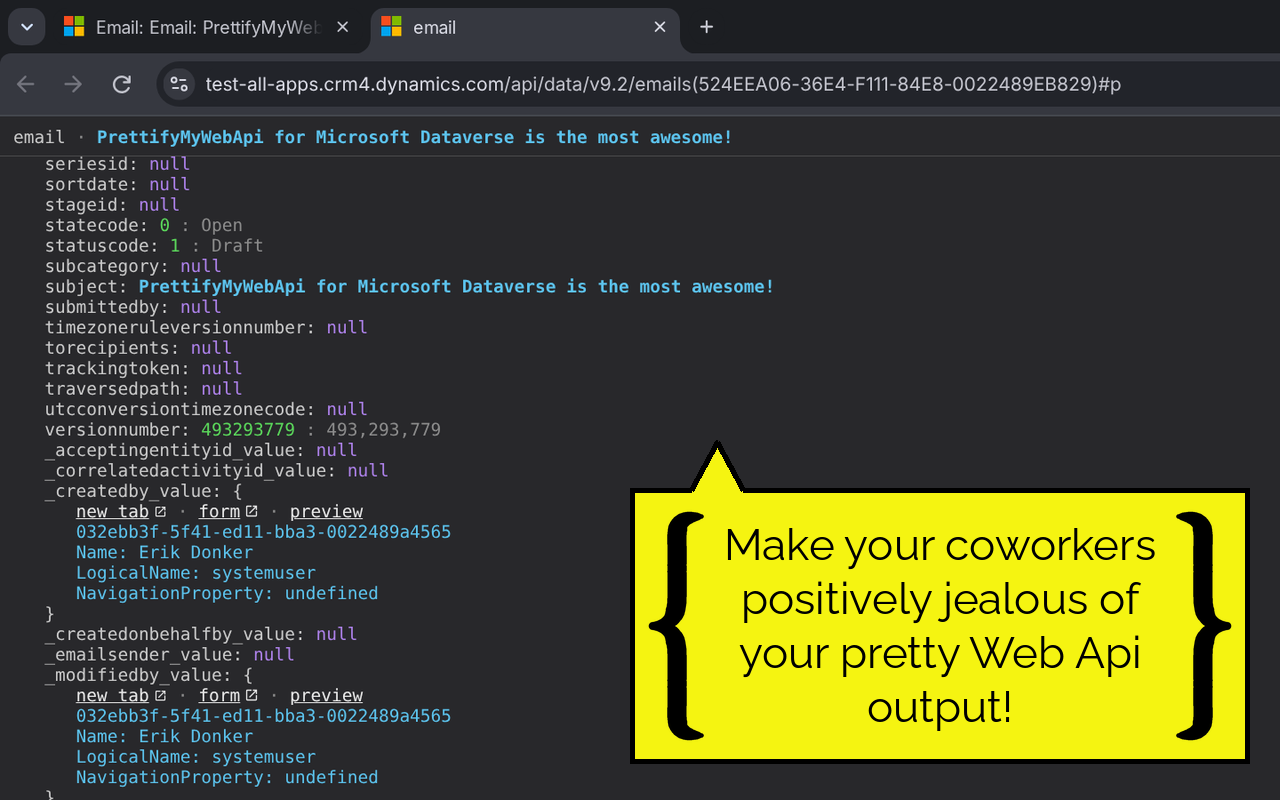 Email: Email: PrettifyMyWeb
email
test-all-apps.crm4.dynamics.com/api/data/v9.2/emails(524EEA06-36E4-F111-84E8-0022489EB829)#p
email · PrettifyMyWebApi for Microsoft Dataverse is the most awesome!
seriesid: null
sortdate: null
stageid: null
statecode: 0 : Open
statuscode: 1 : Draft
subcategory: null
subject: PrettifyMyWebApi for Microsoft Dataverse is the most awesome!
submittedby: null
timezoneruleversionnumber: null
torecipients: null
trackingtoken: null
traversedpath: null
utcconversiontimezonecode: null
versionnumber: 493293779 : 493,293,779
_acceptingentityid_value: null
_correlatedactivityid_value: null
_createdby_value: {
new tab · form · preview
032ebb3f-5f41-ed11-bba3-0022489a4565
Name: Erik Donker
LogicalName: systemuser
NavigationProperty: undefined
}
_createdonbehalfby_value: null
_emailsender_value: null
_modifiedby_value: {
new tab · form · preview
032ebb3f-5f41-ed11-bba3-0022489a4565
Name: Erik Donker
LogicalName: systemuser
NavigationProperty: undefined
}
{ Make your coworkers
positively jealous of
your pretty Web Api
output! }